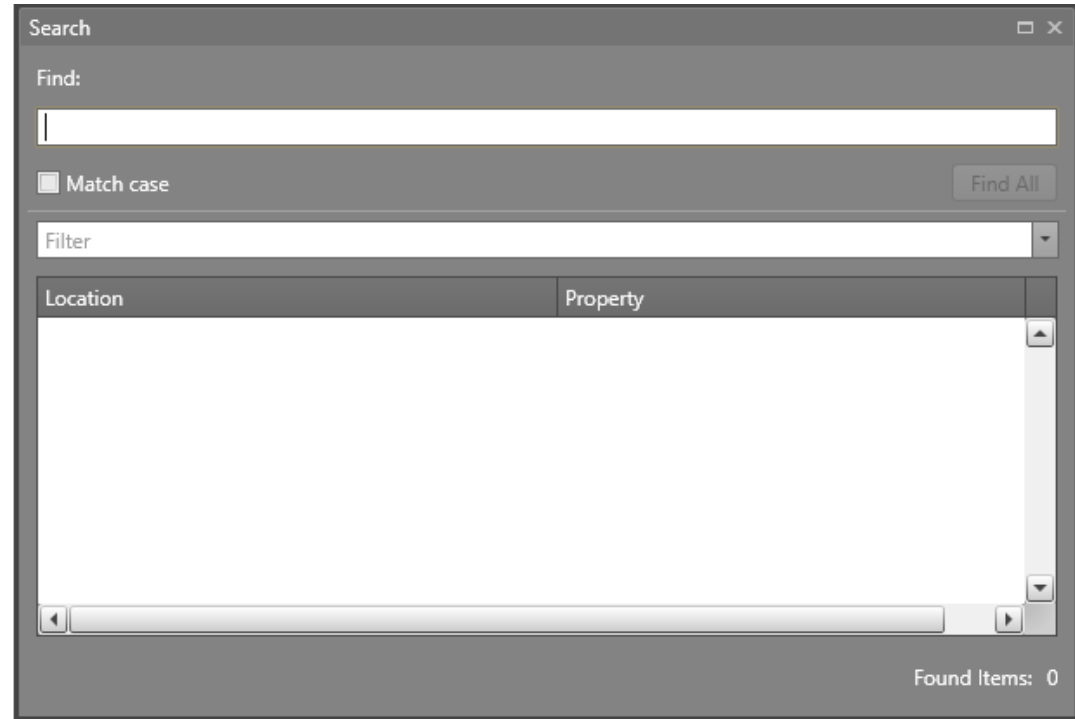 Search
Find:
Match case
Find All
Filter
Location Property
Found Items: 0